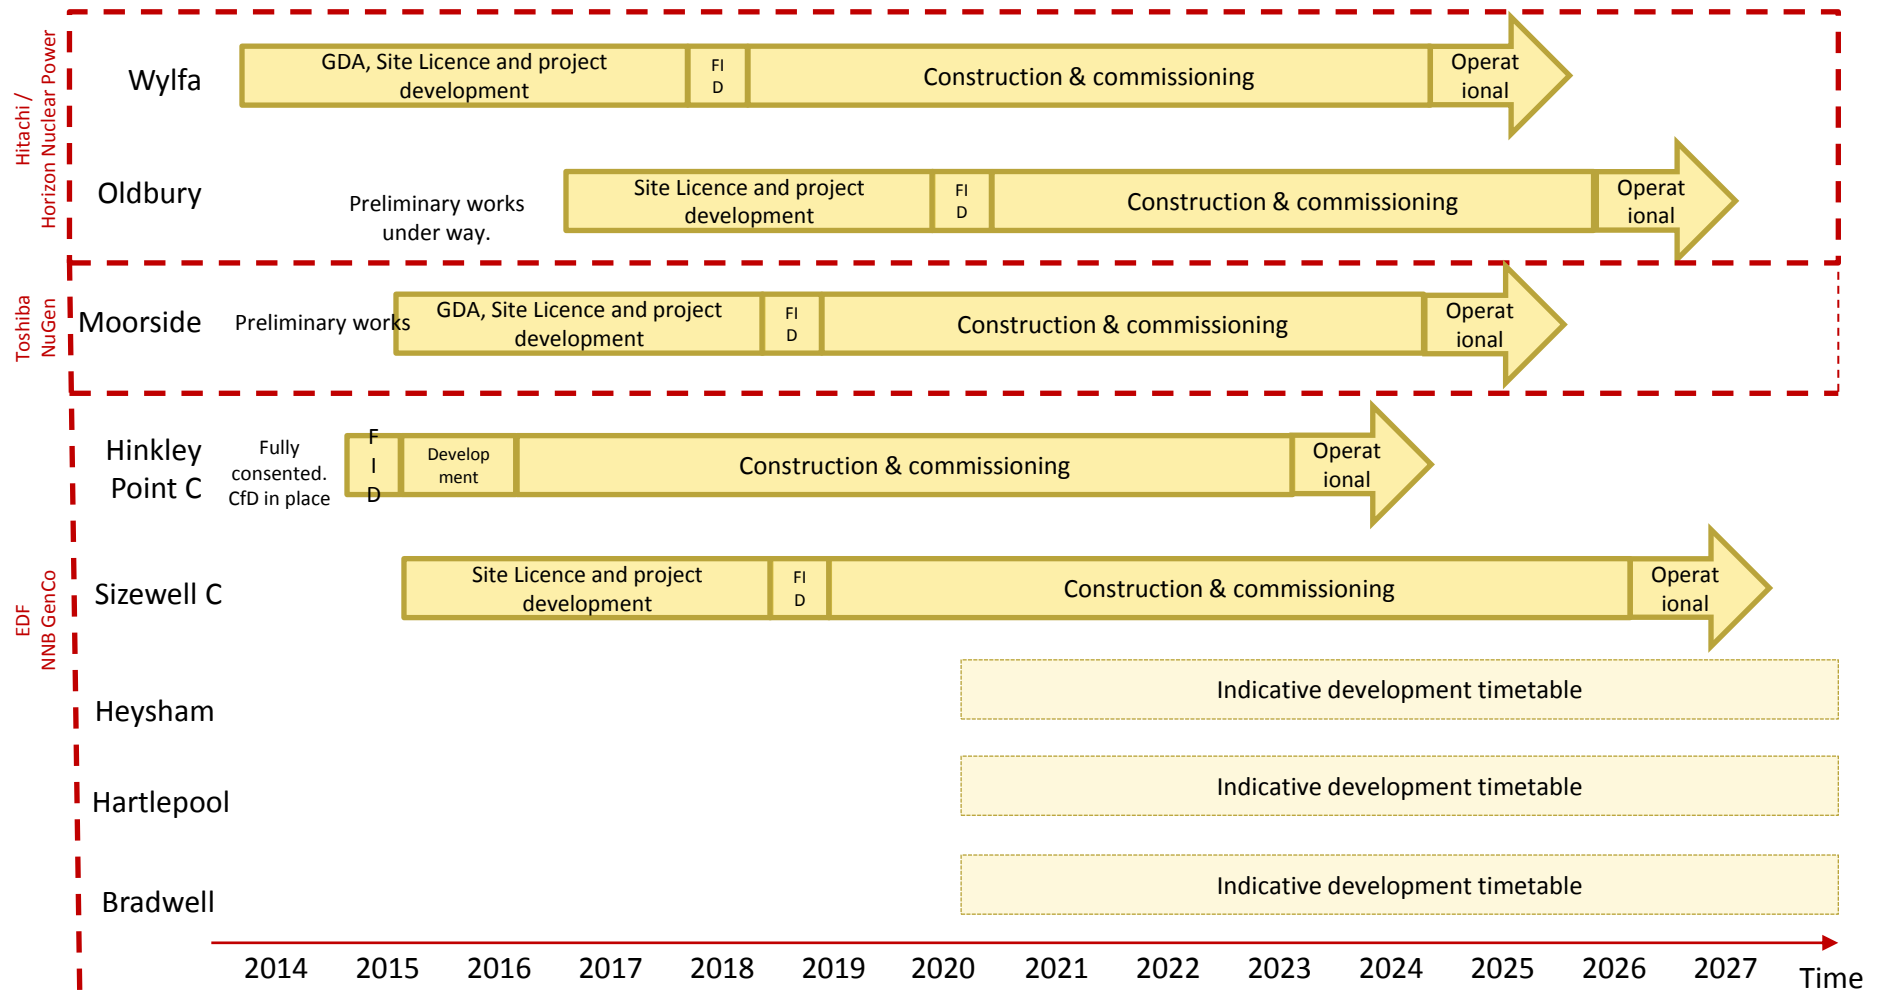 Hitachi /
Horizon Nuclear Power
Wylfa
GDA, Site Licence and project
development
FI
D
Construction & commissioning
Operat
ional
Oldbury
Preliminary works
under way.
Site Licence and project
development
FI
D
Construction & commissioning
Operat
ional
Toshiba
NuGen
Moorside
Preliminary works
GDA, Site Licence and project
development
FI
D
Construction & commissioning
Operat
ional
EDF
NNB GenCo
Hinkley
Point C
Fully
consented.
CfD in place
F
I
D
Develop
ment
Construction & commissioning
Operat
ional
Sizewell C
Site Licence and project
development
FI
D
Construction & commissioning
Operat
ional
Heysham
Indicative development timetable
Hartlepool
Indicative development timetable
Bradwell
Indicative development timetable
2014 2015 2016 2017 2018 2019 2020 2021 2022 2023 2024 2025 2026 2027 Time